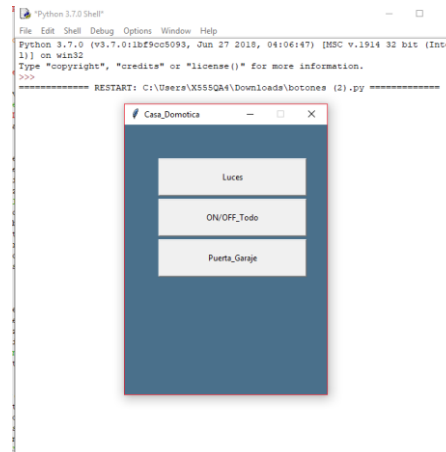 *Python 3.7.0 Shell*
File Edit Shell Debug Options Window Help
Python 3.7.0 (v3.7.0:1bf9cc5093, Jun 27 2018, 04:06:47) [MSC v.1914 32 bit (Inte
1)] on win32
Type "copyright", "credits" or "license()" for more information.
>>>
============= RESTART: C:\Users\X555QA4\Downloads\botones (2).py =============
Casa_Domotica
Luces
ON/OFF_Todo
Puerta_Garaje